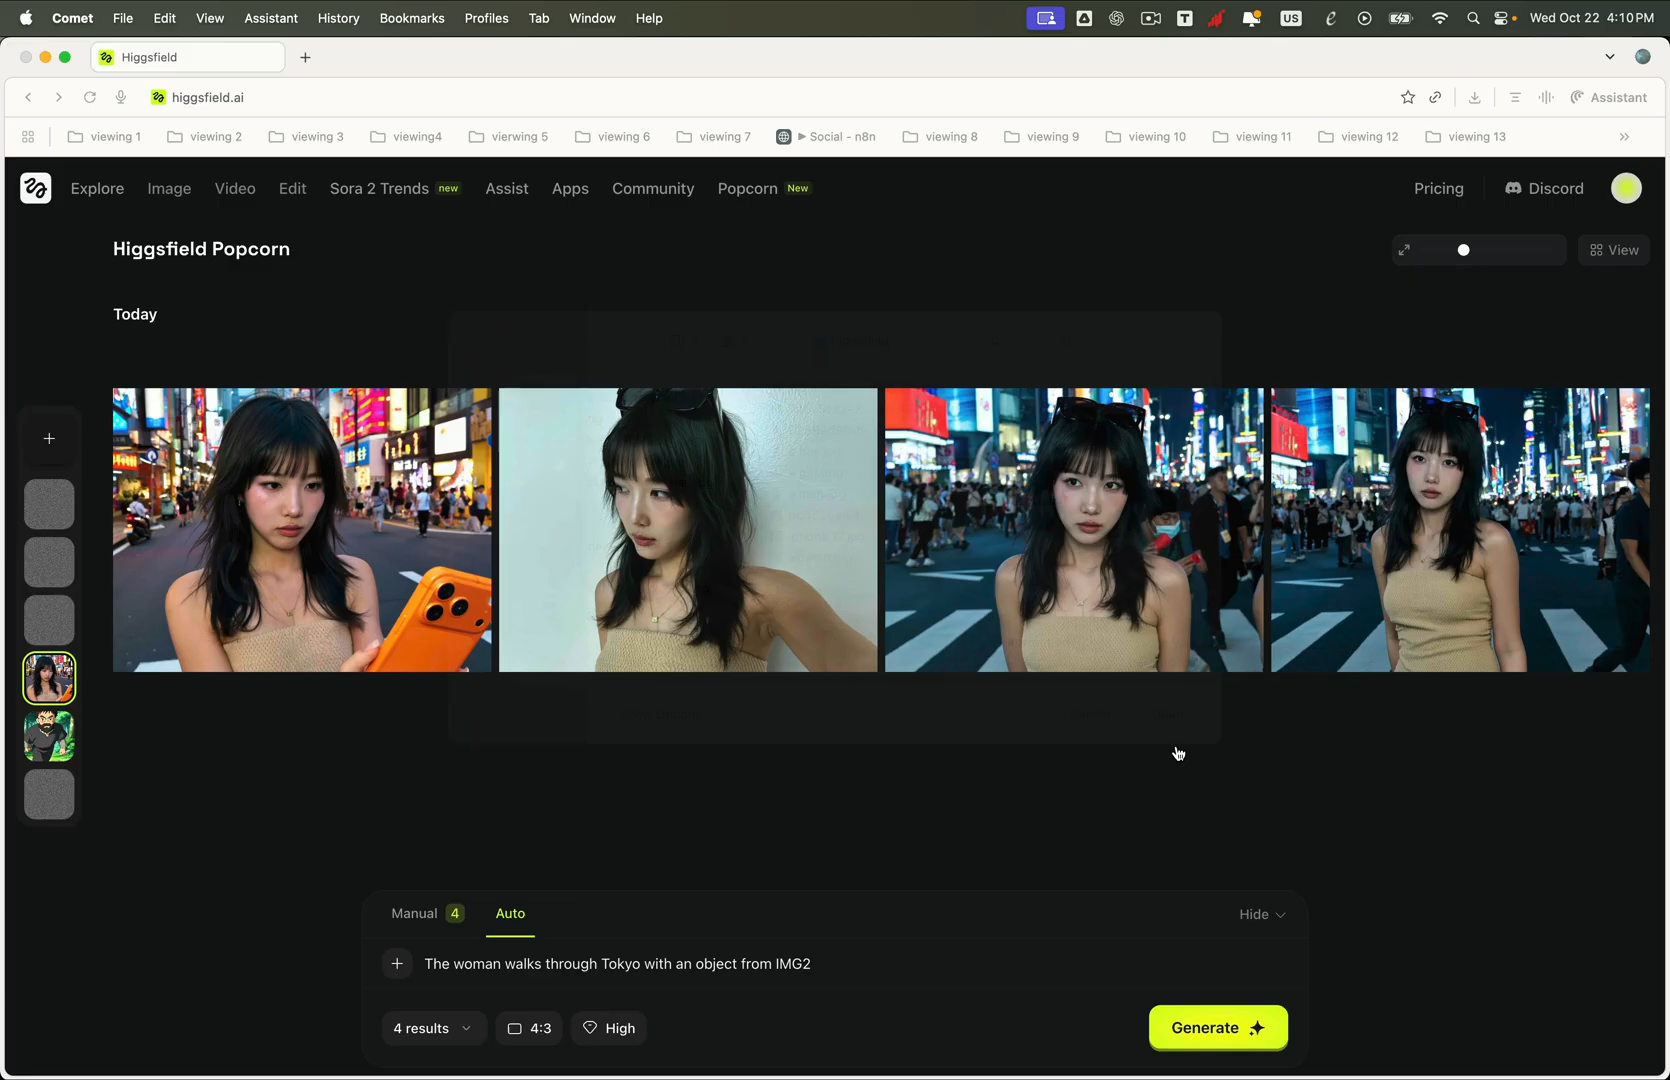 Comet File Edit View Assistant History Bookmarks Profiles Tab Window Help US Wed Oct 22 4:10PM
Higgsfield
higgsfield.ai Assistant
viewing 1 viewing 2 viewing 3 viewing4 vierwing 5 viewing 6 viewing 7 ► Social - n8n viewing 8 viewing 9 viewing 10 viewing 11 viewing 12 viewing 13 »
Explore Image Video Edit Sora 2 Trends new Assist Apps Community Popcorn New Pricing Discord
Higgsfield Popcorn View
Today
Manual 4 Auto Hide
The woman walks through Tokyo with an object from IMG2
4 results 4:3 High Generate